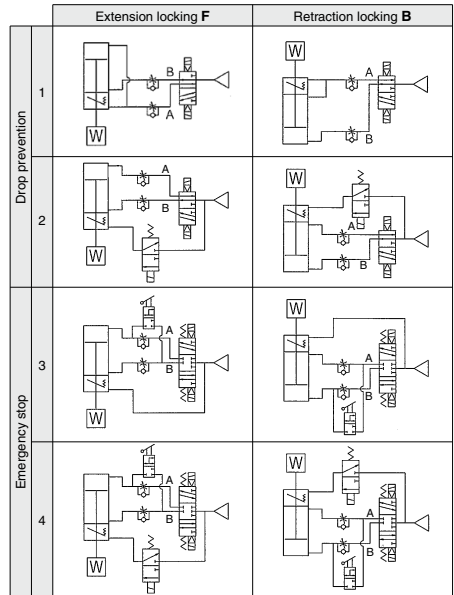 Extension locking F
Retraction locking B
Drop prevention
1
B
A
W
W
A
B
2
A
B
W
W
A
B
Emergency stop
3
A
B
W
W
A
B
4
A
B
W
W
A
B